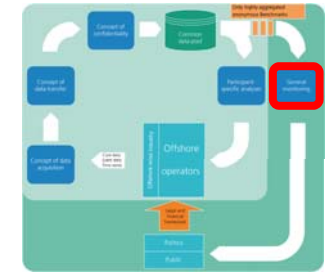 Only highly aggregated
anonymous Benchmarks
Concept of
confidentiality
Common
data pool
Concept of
data transfer
Participant
specific analyses
General
monitoring
Concept of data
acquisition
Offshore wind industry
Offshore
operators
Legal and
financial
framework
Politics
Public